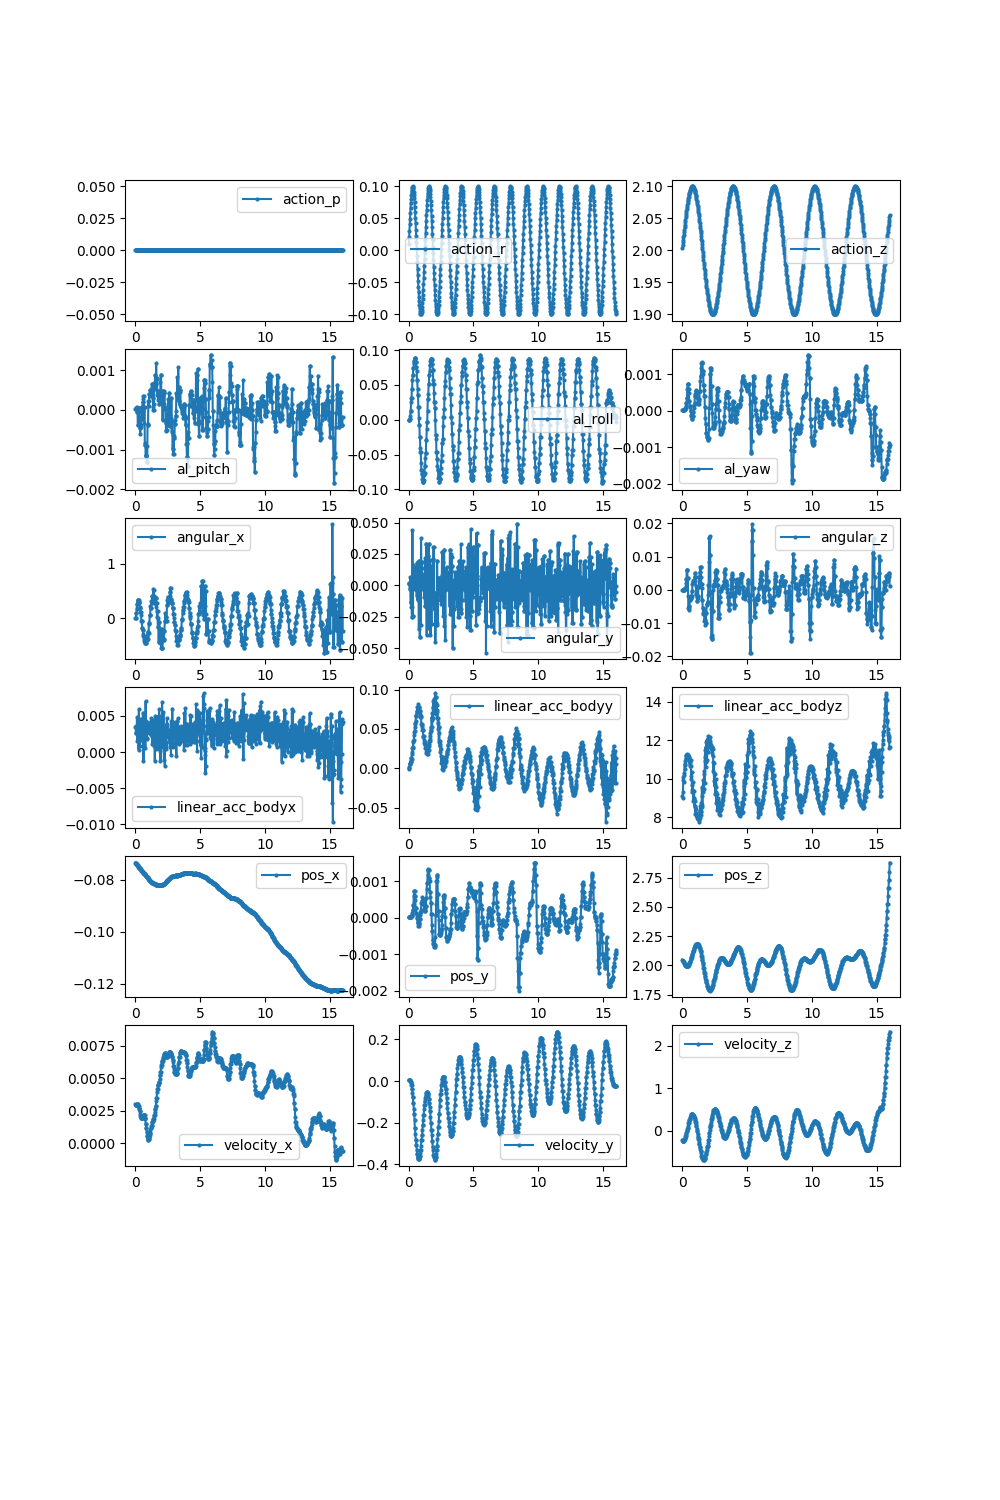 0.050 0.025 0.000 −0.025 −0.050 action_p 0 5 10 15
0.10 0.05 0.00 −0.05 −0.10 action_r 0 5 10 15
2.10 2.05 2.00 1.95 1.90 action_z 0 5 10 15
0.001 0.000 −0.001 −0.002 al_pitch 0 5 10 15
0.10 0.05 0.00 −0.05 −0.10 al_roll 0 5 10 15
0.001 0.000 −0.001 −0.002 al_yaw 0 5 10 15
1 0 angular_x 0 5 10 15
0.050 0.025 0.000 −0.025 −0.050 angular_y 0 5 10 15
0.02 0.01 0.00 −0.01 −0.02 angular_z 0 5 10 15
0.005 0.000 −0.005 −0.010 linear_acc_bodyx 0 5 10 15
0.10 0.05 0.00 −0.05 linear_acc_bodyy 0 5 10 15
14 12 10 8 linear_acc_bodyz 0 5 10 15
−0.08 −0.10 −0.12 pos_x 0 5 10 15
0.001 0.000 −0.001 −0.002 pos_y 0 5 10 15
2.75 2.50 2.25 2.00 1.75 pos_z 0 5 10 15
0.0075 0.0050 0.0025 0.0000 velocity_x 0 5 10 15
0.2 0.0 −0.2 −0.4 velocity_y 0 5 10 15
2 1 0 velocity_z 0 5 10 15